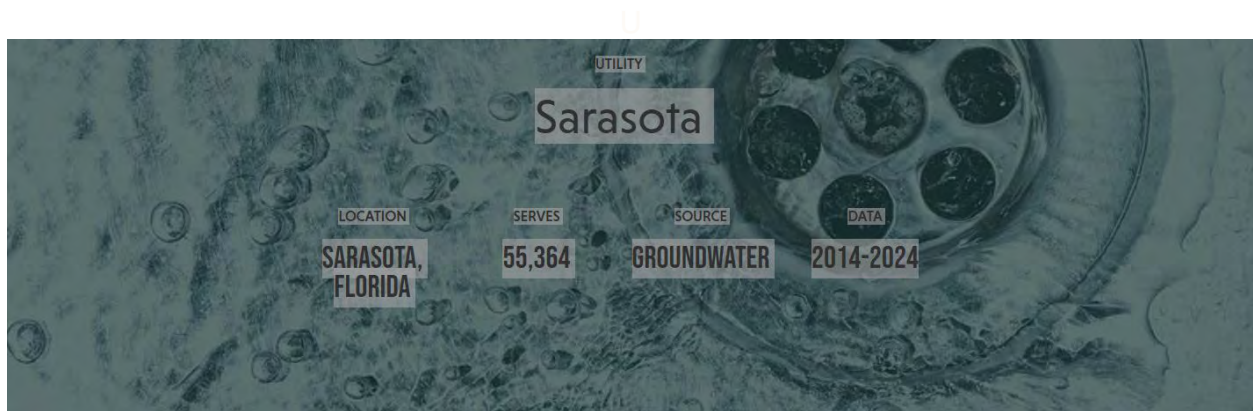 U
UTILITY
Sarasota
LOCATION
SERVES
SOURCE
DATA
SARASOTA,
FLORIDA
55,364
GROUNDWATER
2014-2024